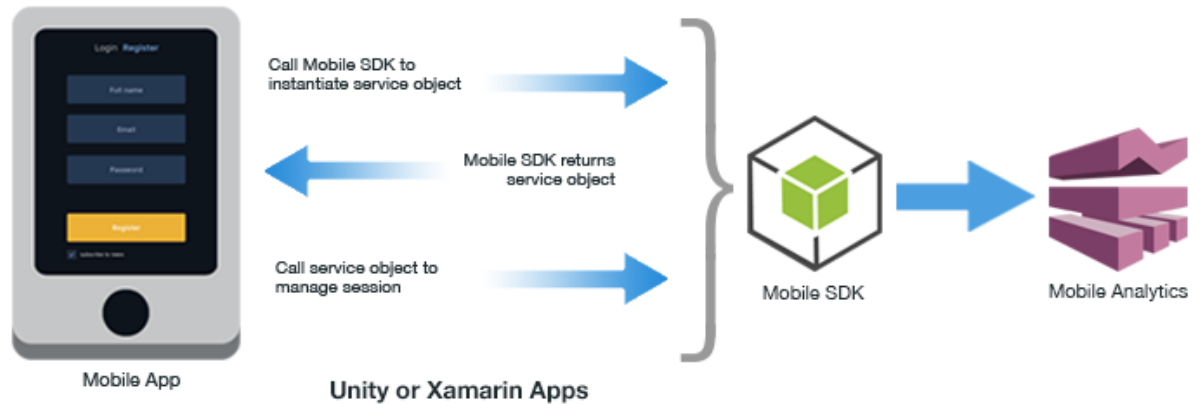 Login Register
Full name
Email
Password
Register
subscribe to news
Mobile App
Call Mobile SDK to
instantiate service object
Mobile SDK returns
service object
Call service object to
manage session
Unity or Xamarin Apps
Mobile SDK
Mobile Analytics